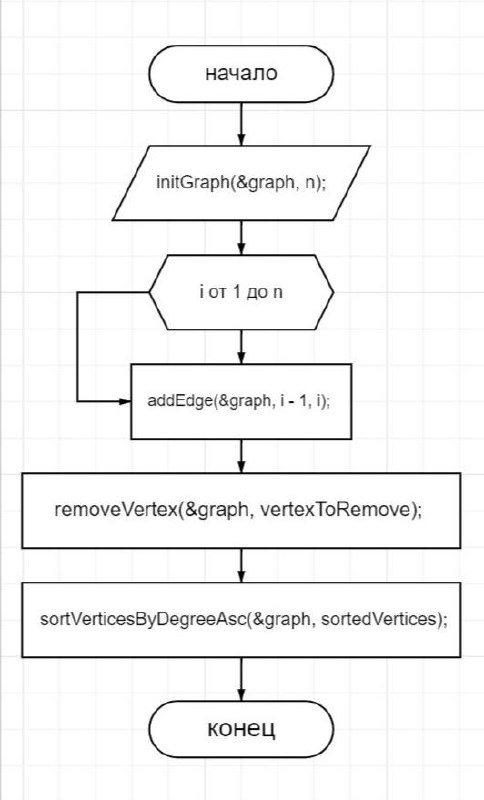 начало
initGraph(&graph, n);
i от 1 до n
addEdge(&graph, i - 1, i);
removeVertex(&graph, vertexToRemove);
sortVerticesByDegreeAsc(&graph, sortedVertices);
конец